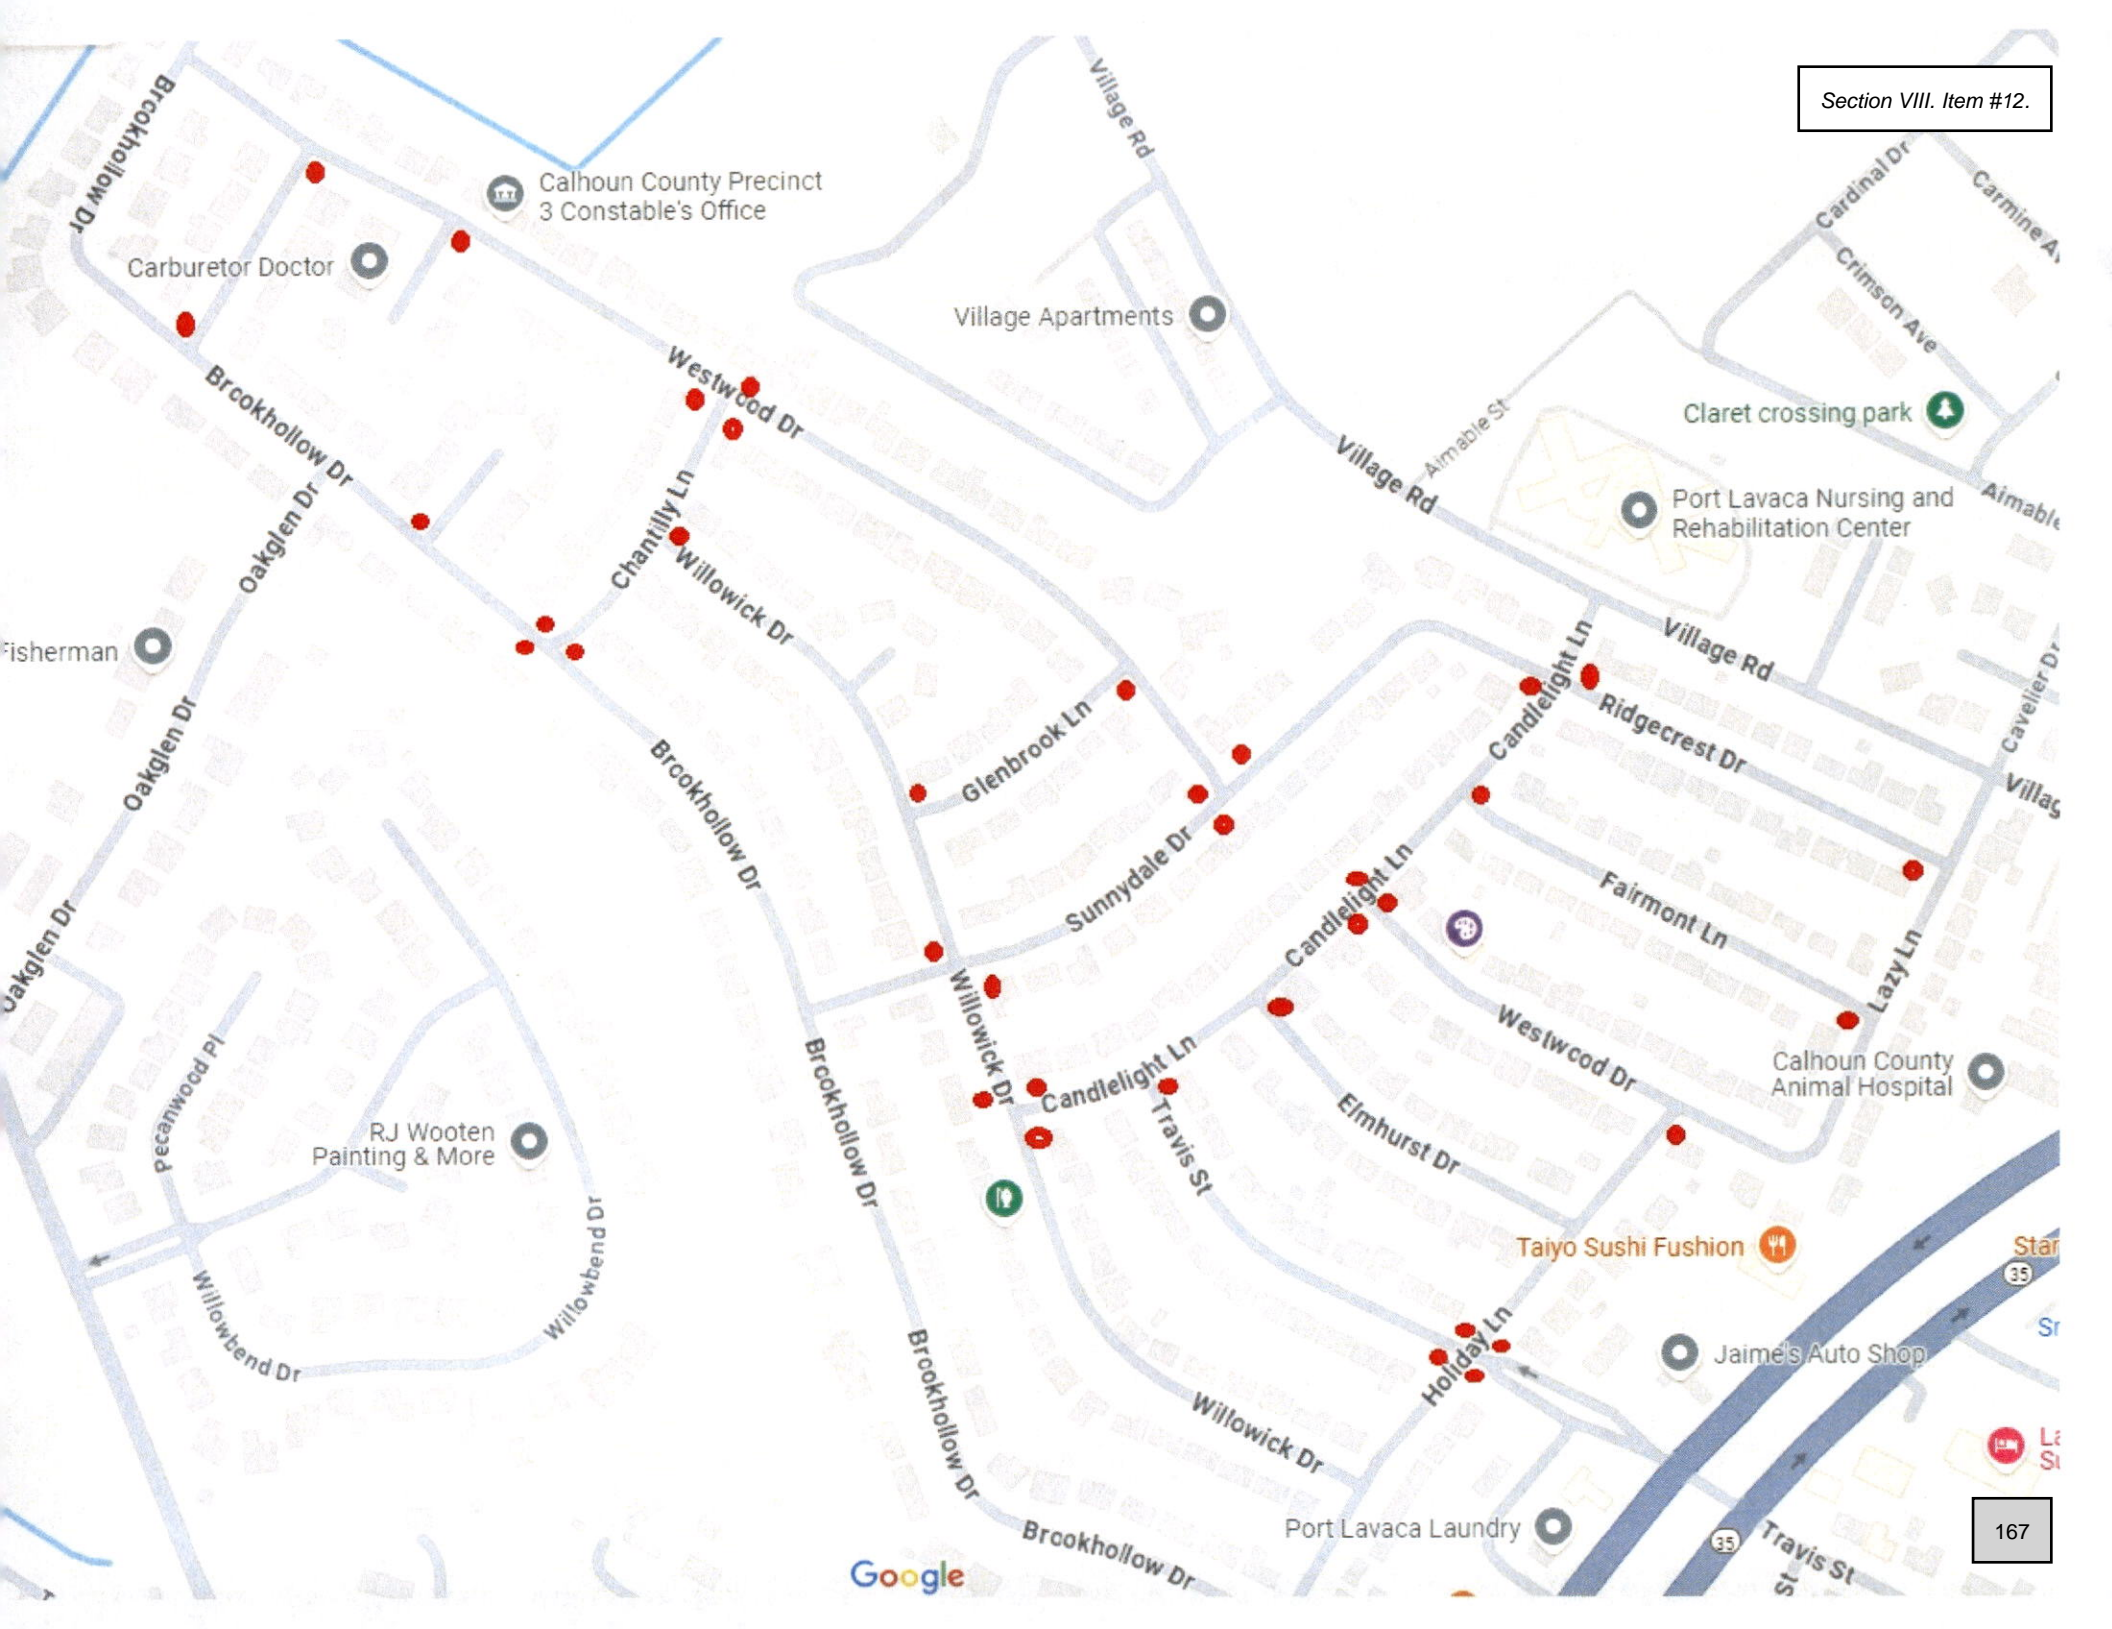 Section VIII. Item #12.
Brookhollow Dr
Village Rd
Cardinal Dr
Carmine A
Calhoun County Precinct
3 Constable's Office
Carburetor Doctor
Crimson Ave
Village Apartments
Westwood Dr
Brookhollow Dr
Aimable St
Claret crossing park
Village Rd
Aimable
Port Lavaca Nursing and
Rehabilitation Center
Oakglen Dr
Chantilly Ln
Willowick Dr
Fisherman
Candlelight Ln
Village Rd
Cavelier Dr
Oakglen Dr
Brookhollow Dr
Glenbrook Ln
Ridgecrest Dr
Villag
Sunnydale Dr
Candlelight Ln
Fairmont Ln
Oakglen Dr
Lazy Ln
Willowick Dr
Westwood Dr
Pecanwood Pl
Brookhollow Dr
Candlelight Ln
Calhoun County
Animal Hospital
RJ Wooten
Painting & More
Travis St
Elmhurst Dr
Willowbend Dr
Taiyo Sushi Fushion
Star
35
Willowbend Dr
Brookhollow Dr
Holiday Ln
Jaime's Auto Shop
Sr
Willowick Dr
La
Su
Port Lavaca Laundry
35
Travis St
St
167
Brookhollow Dr
Google